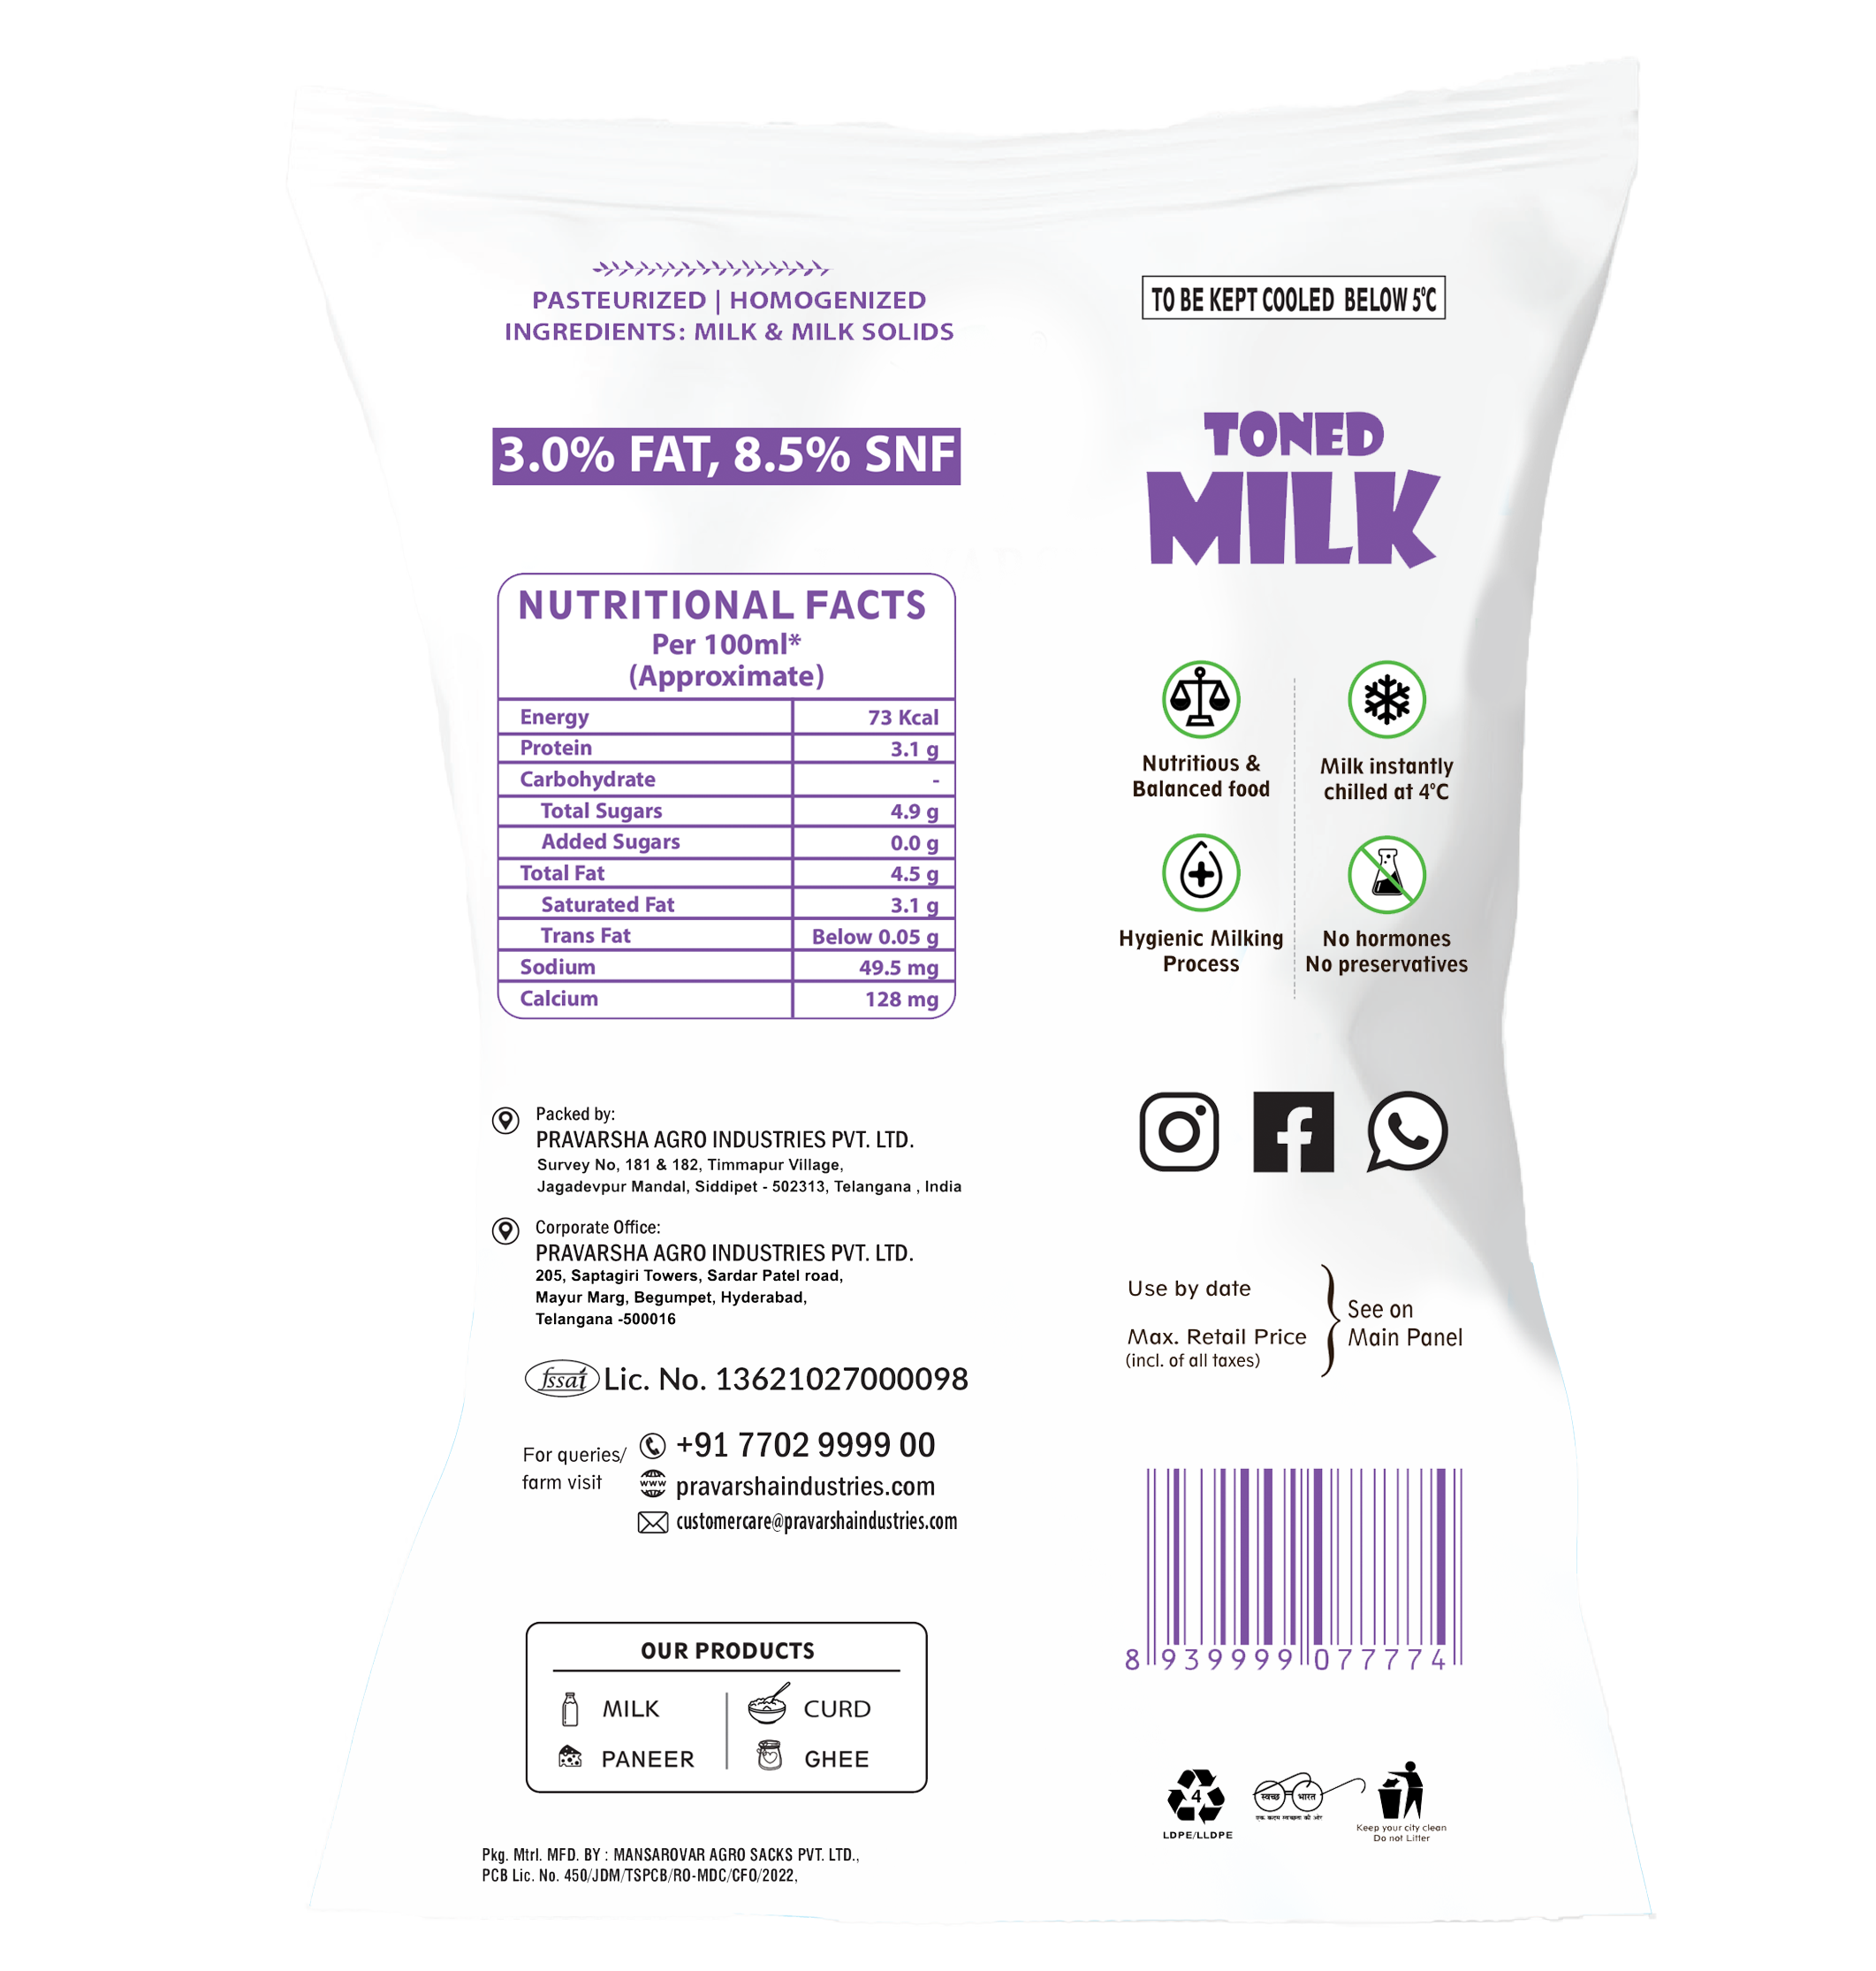 PASTEURIZED | HOMOGENIZED
INGREDIENTS: MILK & MILK SOLIDS
3.0% FAT, 8.5% SNF
NUTRITIONAL FACTS
Per 100ml*
(Approximate)
Energy 73 Kcal
Protein 3.1 g
Carbohydrate -
Total Sugars 4.9 g
Added Sugars 0.0 g
Total Fat 4.5 g
Saturated Fat 3.1 g
Trans Fat Below 0.05 g
Sodium 49.5 mg
Calcium 128 mg
Packed by:
PRAVARSHA AGRO INDUSTRIES PVT. LTD.
Survey No, 181 & 182, Timmapur Village,
Jagadevpur Mandal, Siddipet - 502313, Telangana , India
Corporate Office:
PRAVARSHA AGRO INDUSTRIES PVT. LTD.
205, Saptagiri Towers, Sardar Patel road,
Mayur Marg, Begumpet, Hyderabad,
Telangana -500016
fssai Lic. No. 13621027000098
For queries/
farm visit
+91 7702 9999 00
www pravarshaindustries.com
customercare@pravarshaindustries.com
OUR PRODUCTS
MILK
CURD
PANEER
GHEE
Pkg. Mtrl. MFD. BY : MANSAROVAR AGRO SACKS PVT. LTD.,
PCB Lic. No. 450/JDM/TSPCB/RO-MDC/CFO/2022,
TO BE KEPT COOLED BELOW 5°C
TONED
MILK
Nutritious &
Balanced food
Milk instantly
chilled at 4°C
Hygienic Milking
Process
No hormones
No preservatives
Use by date
Max. Retail Price
(incl. of all taxes)
See on
Main Panel
8 939999 077774
4
LDPE/LLDPE
स्वच्छ भारत
एक कदम स्वच्छता की ओर
Keep your city clean
Do not Litter